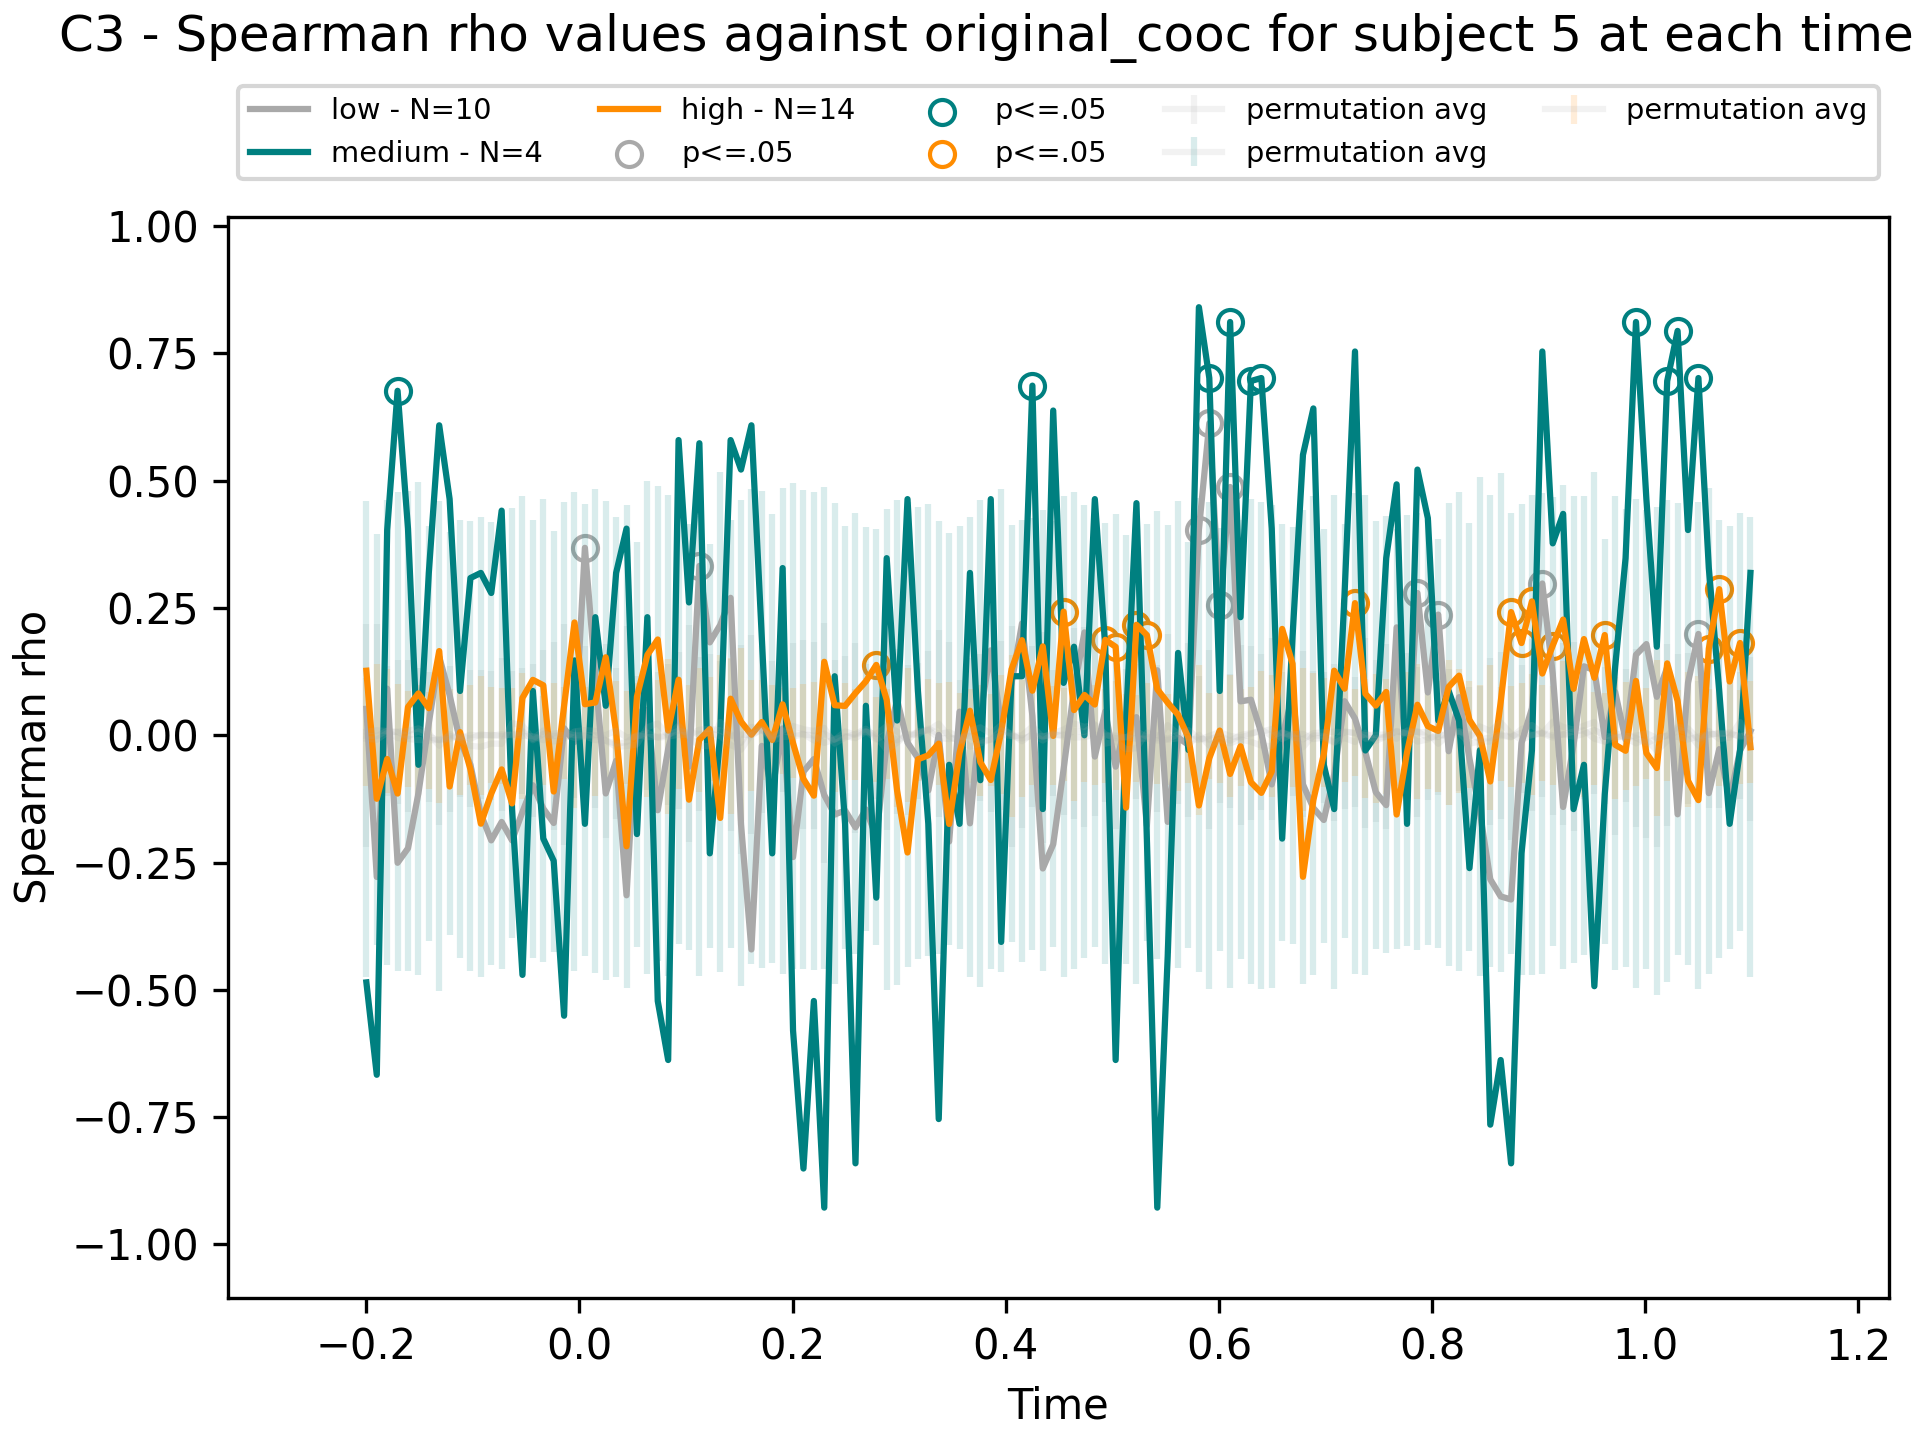 C3 - Spearman rho values against original_cooc for subject 5 at each time
low - N=10
medium - N=4
high - N=14
p<=.05
p<=.05
p<=.05
permutation avg
permutation avg
permutation avg
1.00
0.75
0.50
0.25
0.00
−0.25
−0.50
−0.75
−1.00
Spearman rho
−0.2
0.0
0.2
0.4
0.6
0.8
1.0
1.2
Time